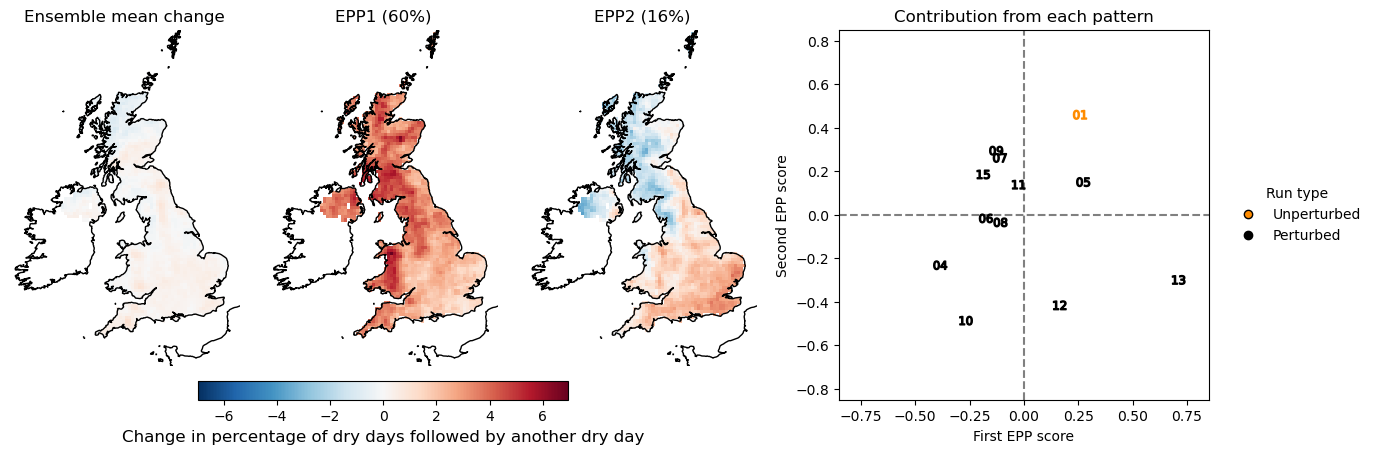 Ensemble mean change
EPP1 (60%)
EPP2 (16%)
Contribution from each pattern
−6 −4 −2 0 2 4 6
Change in percentage of dry days followed by another dry day
Second EPP score
0.8
0.6
0.4
0.2
0.0
−0.2
−0.4
−0.6
−0.8
01
09
07
15
11
05
06
08
04
13
12
10
−0.75 −0.50 −0.25 0.00 0.25 0.50 0.75
First EPP score
Run type
Unperturbed
Perturbed